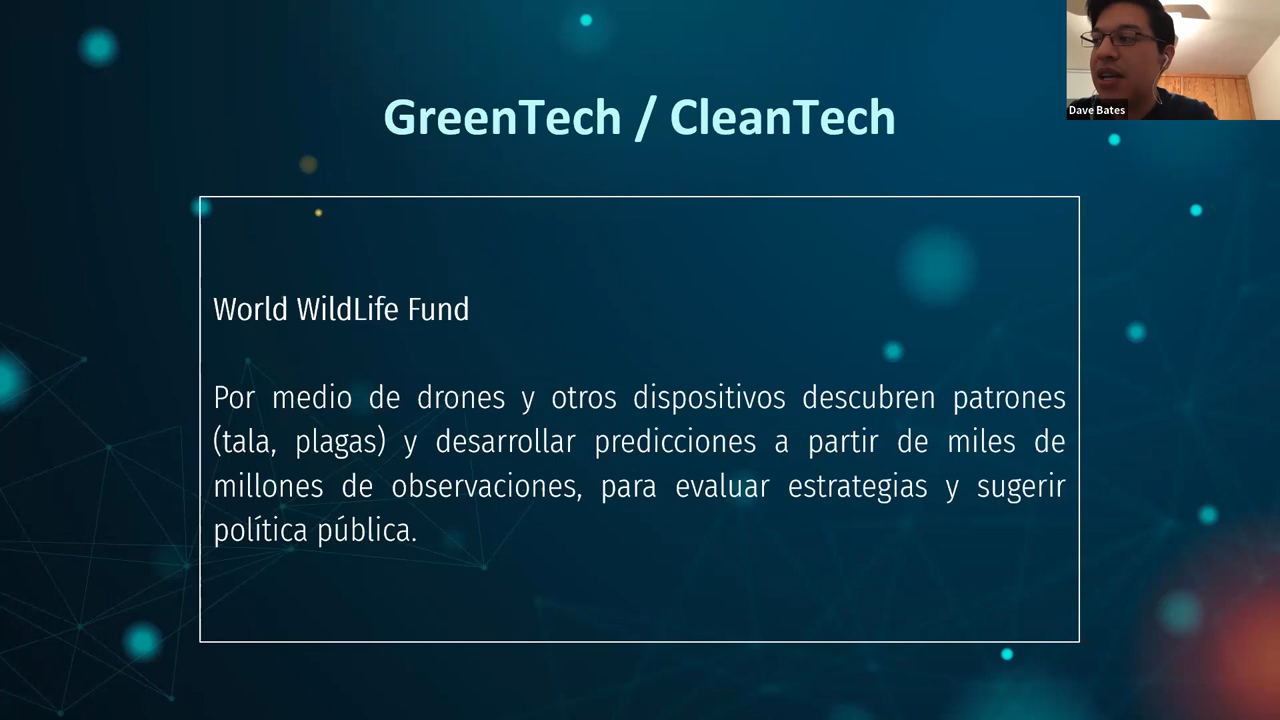 GreenTech / CleanTech
Dave Bates
World WildLife Fund
Por medio de drones y otros dispositivos descubren patrones
(tala, plagas) y desarrollar predicciones a partir de miles de
millones de observaciones, para evaluar estrategias y sugerir
política pública.